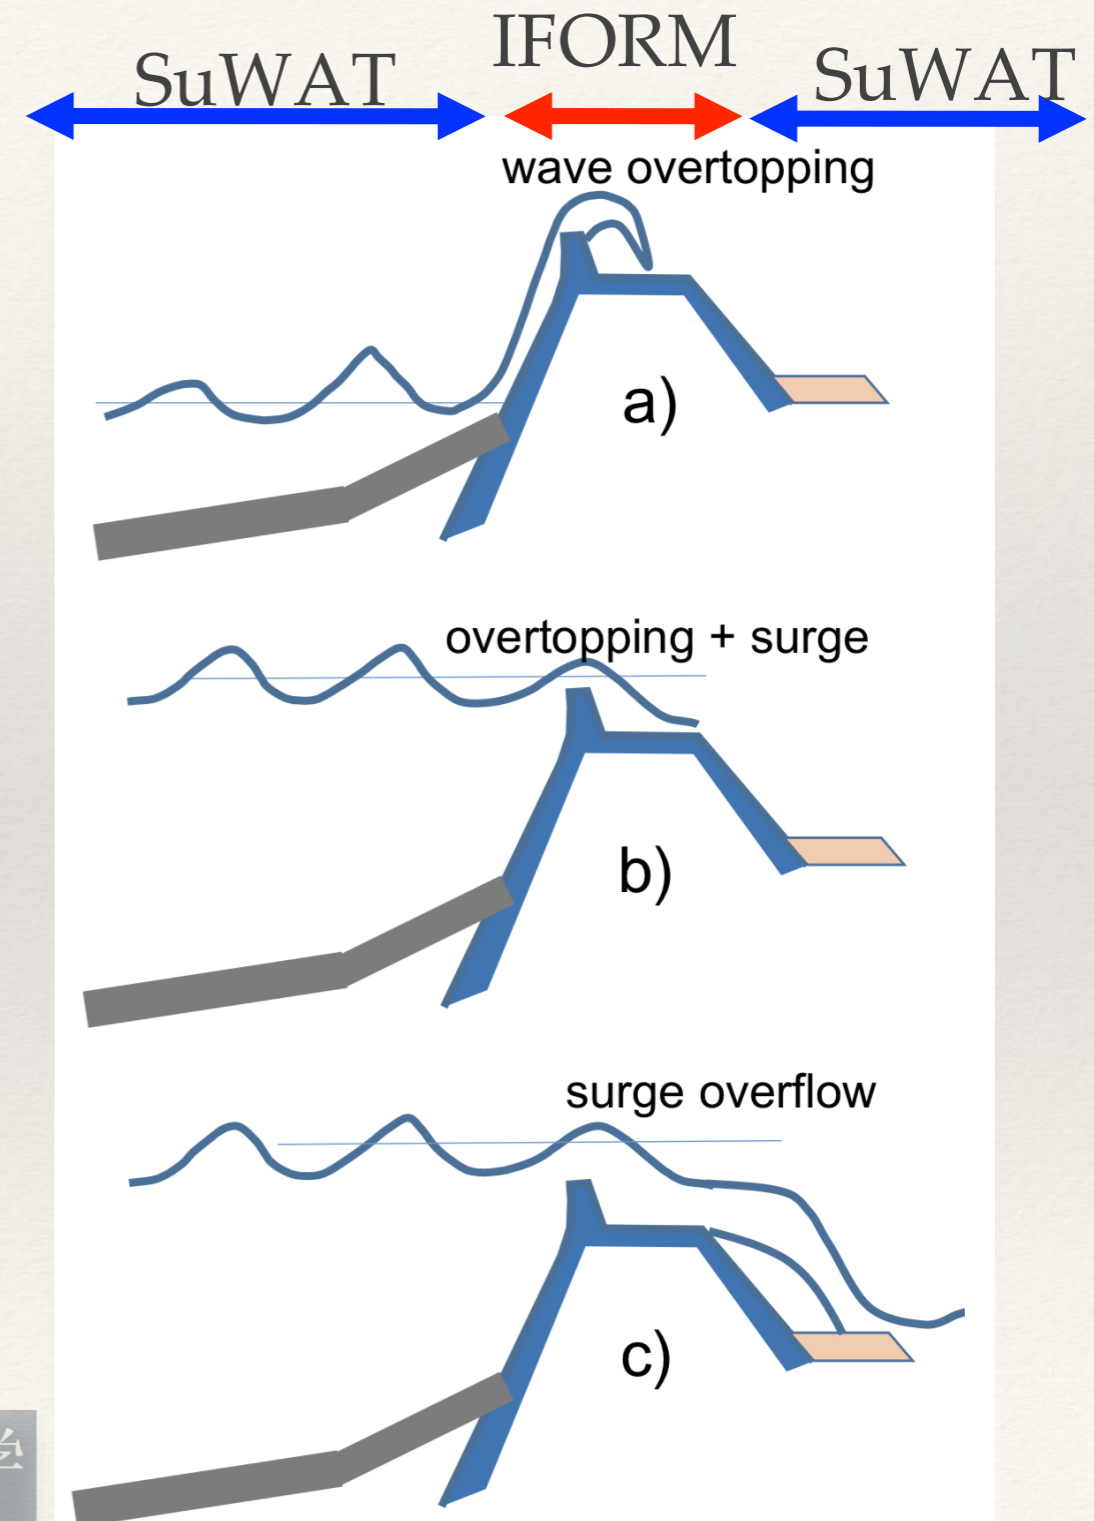 IFORM
SuWAT
SuWAT
wave overtopping
a)
overtopping + surge
b)
surge overflow
c)